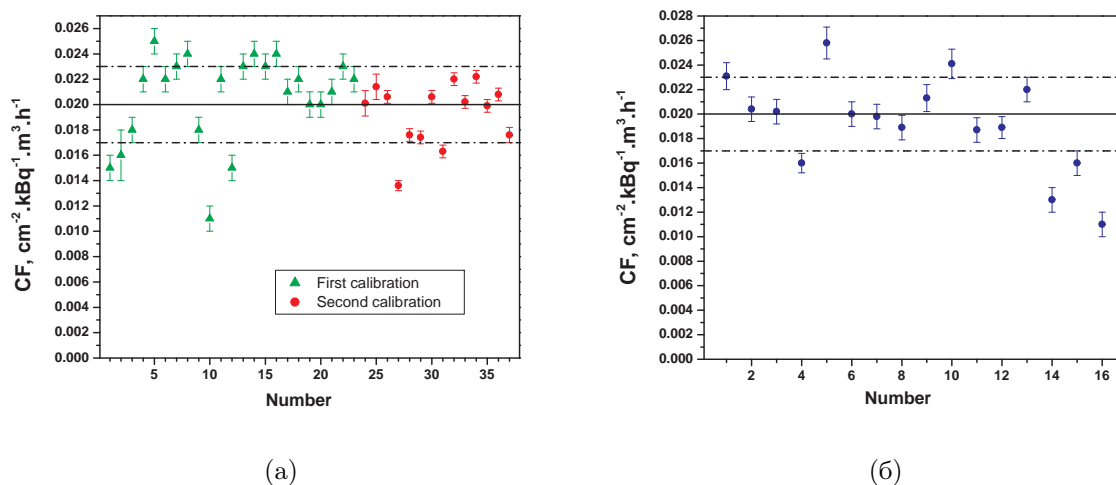 0.026
0.024
0.022
0.020
0.018
0.016
0.014
0.012
0.010
0.008
0.006
0.004
0.002
0.000
CF, cm⁻².kBq⁻¹.m³.h⁻¹
First calibration
Second calibration
5 10 15 20 25 30 35
Number
(а)
0.028
0.026
0.024
0.022
0.020
0.018
0.016
0.014
0.012
0.010
0.008
0.006
0.004
0.002
0.000
CF, cm⁻².kBq⁻¹.m³.h⁻¹
2 4 6 8 10 12 14 16
Number
(б)